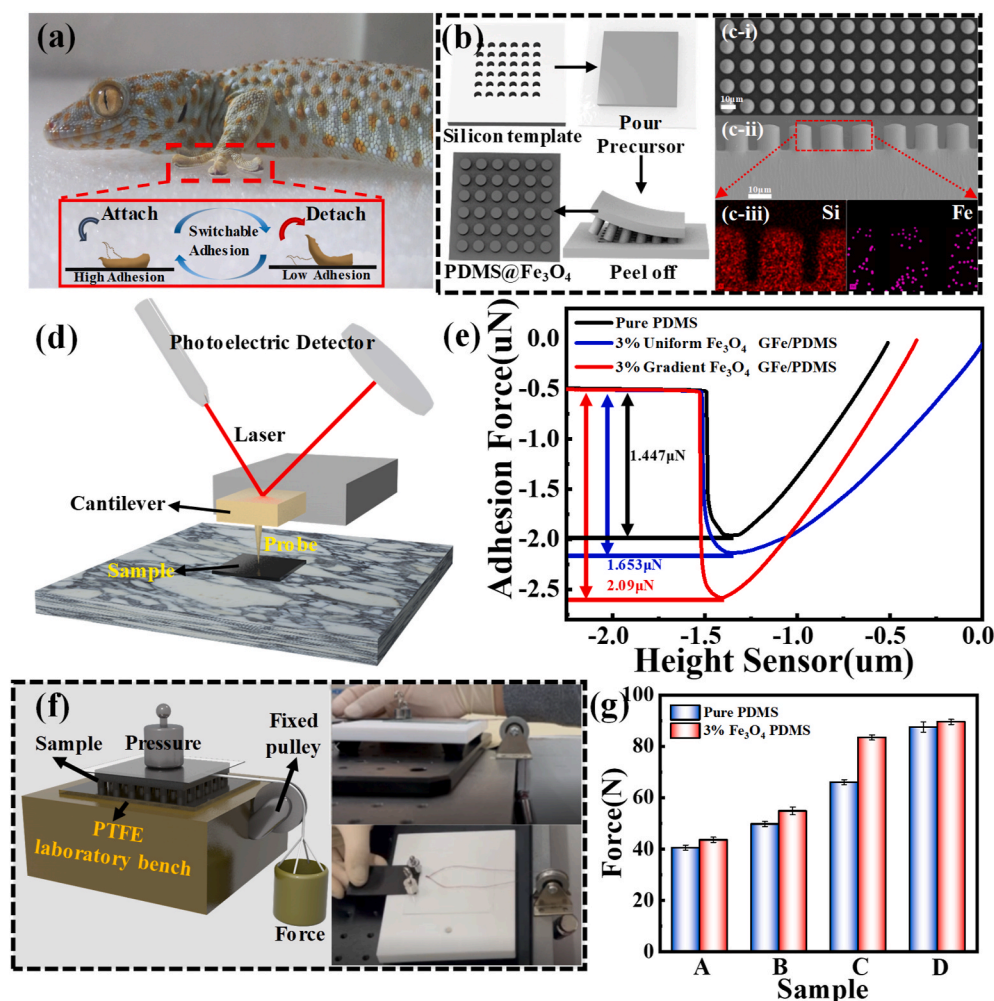 (a)
Attach
Detach
Switchable
Adhesion
High Adhesion
Low Adhesion
(b)
Silicon template
Pour
Precursor
PDMS@Fe₃O₄
Peel off
(c-i)
10μm
(c-ii)
10μm
(c-iii)
Si
Fe
(d)
Photoelectric Detector
Laser
Cantilever
Probe
Sample
(e)
Adhesion Force(uN)
0.0
-0.5
-1.0
-1.5
-2.0
-2.5
Pure PDMS
3% Uniform Fe₃O₄ GFe/PDMS
3% Gradient Fe₃O₄ GFe/PDMS
1.447μN
1.653μN
2.09μN
-2.0
-1.5
-1.0
-0.5
0.0
Height Sensor(um)
(f)
Sample
Pressure
Fixed
pulley
PTFE
laboratory bench
Force
(g)
Force(N)
100
80
60
40
20
0
Pure PDMS
3% Fe₃O₄ PDMS
A
B
C
D
Sample